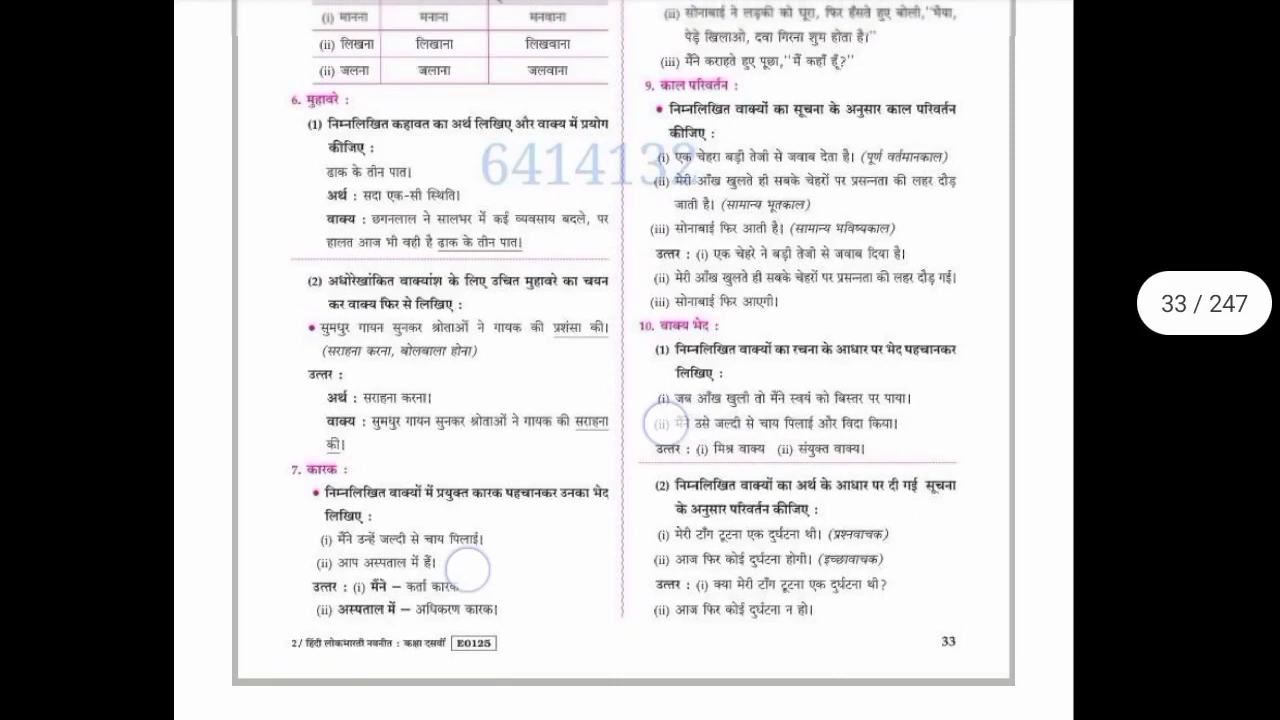 (i) मानना मनाना मनवाना
(ii) लिखना लिखाना लिखवाना
(ii) जलना जलाना जलवाना
6. मुहावरे :
(1) निम्नलिखित कहावत का अर्थ लिखिए और वाक्य में प्रयोग
कीजिए :
ढाक के तीन पात।
अर्थ : सदा एक-सी स्थिति।
वाक्य : छगनलाल ने सालभर में कई व्यवसाय बदले, पर
हालत आज भी वही है ढाक के तीन पात।
(2) अधोरेखांकित वाक्यांश के लिए उचित मुहावरे का चयन
कर वाक्य फिर से लिखिए :
• सुमधुर गायन सुनकर श्रोताओं ने गायक की प्रशंसा की।
(सराहना करना, बोलबाला होना)
उत्तर :
अर्थ : सराहना करना।
वाक्य : सुमधुर गायन सुनकर श्रोताओं ने गायक की सराहना
की।
7. कारक :
• निम्नलिखित वाक्यों में प्रयुक्त कारक पहचानकर उनका भेद
लिखिए :
(i) मैंने उन्हें जल्दी से चाय पिलाई।
(ii) आप अस्पताल में हैं।
उत्तर : (i) मैंने – कर्ता कारक
(ii) अस्पताल में – अधिकरण कारक।
2/ हिंदी लोकभारती नवनीत : कक्षा दसवीं E0125
(ii) सोनाबाई ने लड़की को घूरा, फिर हँसते हुए बोली,''भैया,
पेड़े खिलाओ, दवा गिरना शुभ होता है।''
(iii) मैंने कराहते हुए पूछा,''मैं कहाँ हूँ?''
9. काल परिवर्तन :
• निम्नलिखित वाक्यों का सूचना के अनुसार काल परिवर्तन
कीजिए :
(i) एक चेहरा बड़ी तेजी से जवाब देता है। (पूर्ण वर्तमानकाल)
(ii) मेरी आँख खुलते ही सबके चेहरों पर प्रसन्नता की लहर दौड़
जाती है। (सामान्य भूतकाल)
(iii) सोनाबाई फिर आती है। (सामान्य भविष्यकाल)
उत्तर : (i) एक चेहरे ने बड़ी तेजी से जवाब दिया है।
(ii) मेरी आँख खुलते ही सबके चेहरों पर प्रसन्नता की लहर दौड़ गई।
(iii) सोनाबाई फिर आएगी।
10. वाक्य भेद :
(1) निम्नलिखित वाक्यों का रचना के आधार पर भेद पहचानकर
लिखिए :
(i) जब आँख खुली तो मैंने स्वयं को बिस्तर पर पाया।
(ii) मैंने उसे जल्दी से चाय पिलाई और विदा किया।
उत्तर : (i) मिश्र वाक्य (ii) संयुक्त वाक्य।
(2) निम्नलिखित वाक्यों का अर्थ के आधार पर दी गई सूचना
के अनुसार परिवर्तन कीजिए :
(i) मेरी टाँग टूटना एक दुर्घटना थी। (प्रश्नवाचक)
(ii) आज फिर कोई दुर्घटना होगी। (इच्छावाचक)
उत्तर : (i) क्या मेरी टाँग टूटना एक दुर्घटना थी?
(ii) आज फिर कोई दुर्घटना न हो।
33
6414132
33 / 247